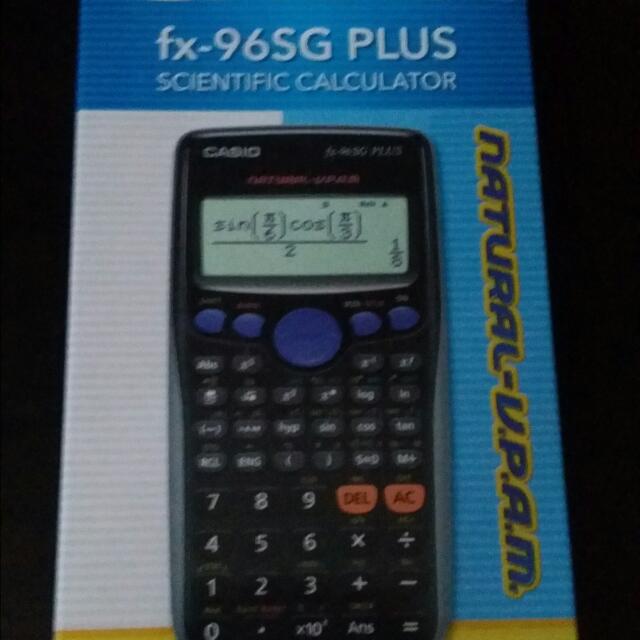 fx-96SG PLUS
SCIENTIFIC CALCULATOR
NATURAL-V.P.A.M.
CASIO fx-96SG PLUS
NATURAL-V.P.A.M.
sin( )cos( )
2
Abs
log ln
(−) hyp sin cos tan
RCL ENG ( ) S⇔D M+
7 8 9 DEL AC
4 5 6 × ÷
1 2 3 + −
0 . ×10ˣ Ans =